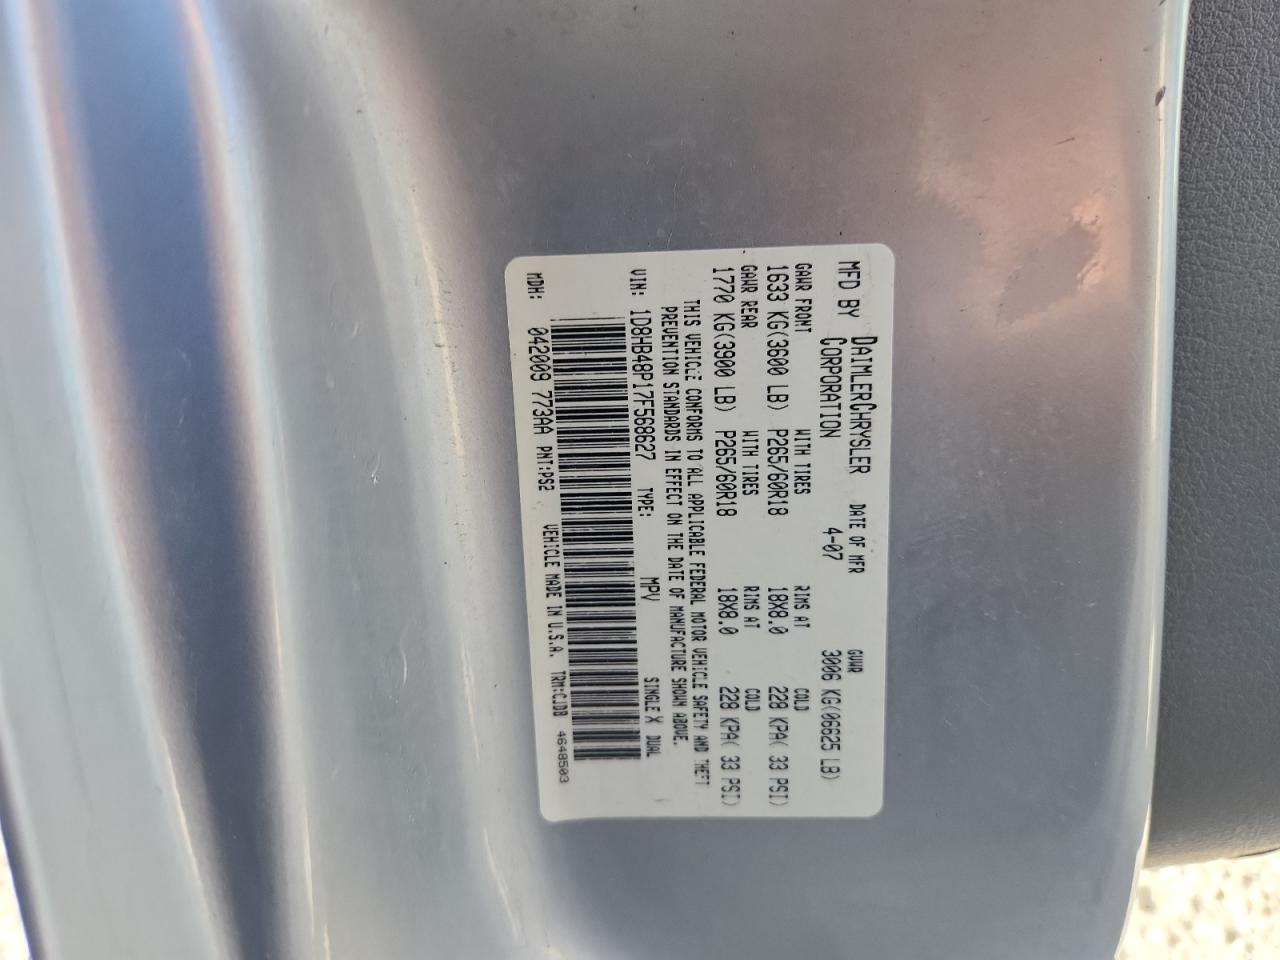 MFD BY DAIMLERCHRYSLER CORPORATION
DATE OF MFR 4-07
GVWR 3006 KG(06625 LB)
GAWR FRONT WITH TIRES RIMS AT COLD
1633 KG(3600 LB) P265/60R18 18X8.0 228 KPA( 33 PSI)
GAWR REAR WITH TIRES RIMS AT COLD
1770 KG(3900 LB) P265/60R18 18X8.0 228 KPA( 33 PSI)
THIS VEHICLE CONFORMS TO ALL APPLICABLE FEDERAL MOTOR VEHICLE SAFETY AND THEFT
PREVENTION STANDARDS IN EFFECT ON THE DATE OF MANUFACTURE SHOWN ABOVE.
VIN: 1D8HB48P17F568627 TYPE: MPV SINGLE X DUAL
MDH: 042009 773AA PNT:PS2 VEHICLE MADE IN U.S.A. TRM:CJDB 4648503